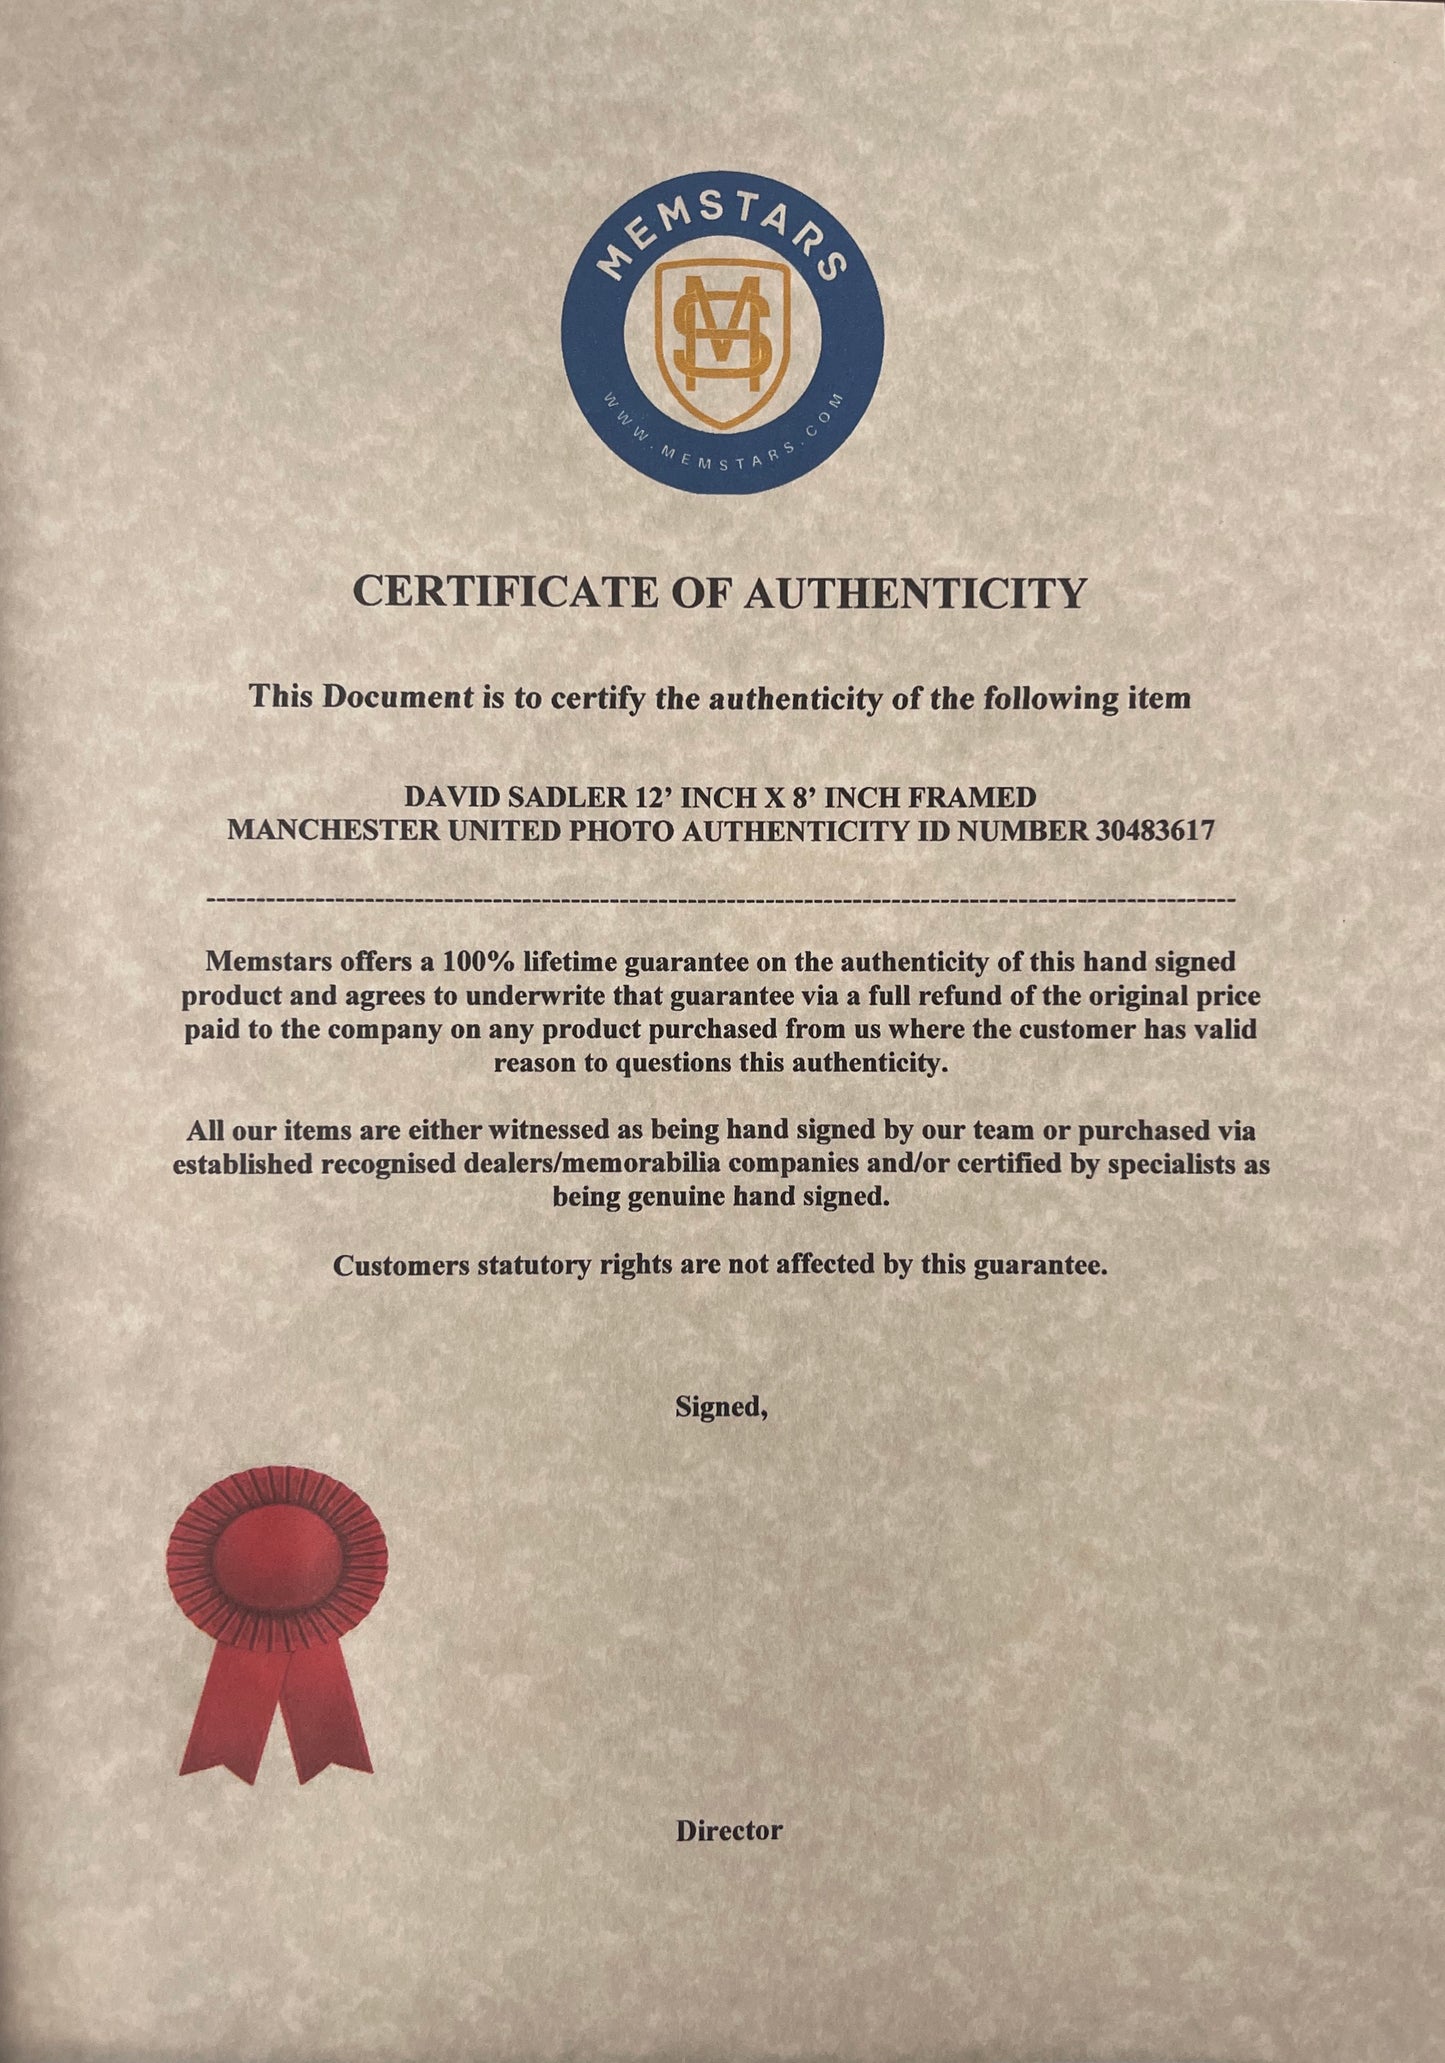 MEMSTARS
WWW.MEMSTARS.COM
CERTIFICATE OF AUTHENTICITY
This Document is to certify the authenticity of the following item
DAVID SADLER 12’ INCH X 8’ INCH FRAMED
MANCHESTER UNITED PHOTO AUTHENTICITY ID NUMBER 30483617
Memstars offers a 100% lifetime guarantee on the authenticity of this hand signed
product and agrees to underwrite that guarantee via a full refund of the original price
paid to the company on any product purchased from us where the customer has valid
reason to questions this authenticity.
All our items are either witnessed as being hand signed by our team or purchased via
established recognised dealers/memorabilia companies and/or certified by specialists as
being genuine hand signed.
Customers statutory rights are not affected by this guarantee.
Signed,
Director